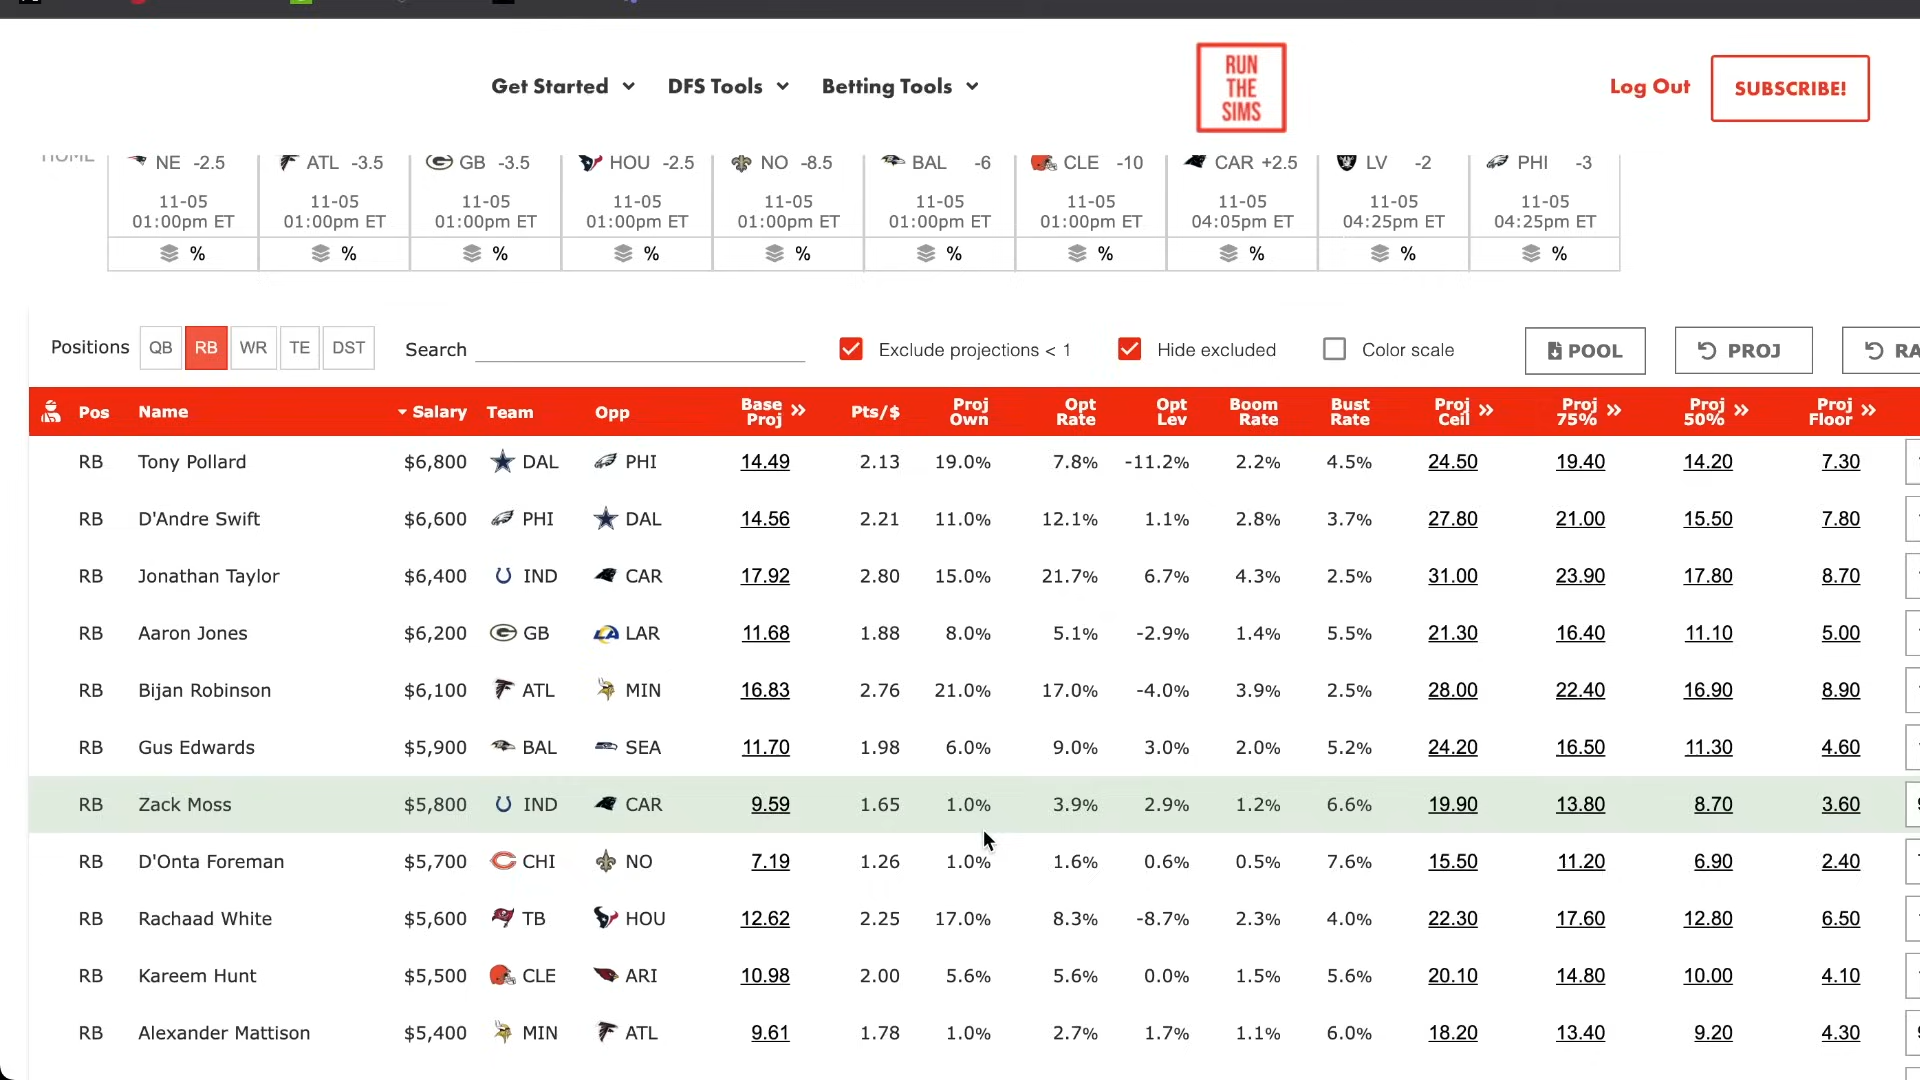 Get Started DFS Tools Betting Tools RUN THE SIMS Log Out SUBSCRIBE!
HOME NE -2.5 ATL -3.5 GB -3.5 HOU -2.5 NO -8.5 BAL -6 CLE -10 CAR +2.5 LV -2 PHI -3
11-05 11-05 11-05 11-05 11-05 11-05 11-05 11-05 11-05 11-05
01:00pm ET 01:00pm ET 01:00pm ET 01:00pm ET 01:00pm ET 01:00pm ET 01:00pm ET 04:05pm ET 04:25pm ET 04:25pm ET
% % % % % % % % % %
Positions QB RB WR TE DST Search Exclude projections < 1 Hide excluded Color scale POOL PROJ RA
Pos Name Salary Team Opp Base Proj Pts/$ Proj Own Opt Rate Opt Lev Boom Rate Bust Rate Proj Ceil Proj 75% Proj 50% Proj Floor
RB Tony Pollard $6,800 DAL PHI 14.49 2.13 19.0% 7.8% -11.2% 2.2% 4.5% 24.50 19.40 14.20 7.30
RB D'Andre Swift $6,600 PHI DAL 14.56 2.21 11.0% 12.1% 1.1% 2.8% 3.7% 27.80 21.00 15.50 7.80
RB Jonathan Taylor $6,400 IND CAR 17.92 2.80 15.0% 21.7% 6.7% 4.3% 2.5% 31.00 23.90 17.80 8.70
RB Aaron Jones $6,200 GB LAR 11.68 1.88 8.0% 5.1% -2.9% 1.4% 5.5% 21.30 16.40 11.10 5.00
RB Bijan Robinson $6,100 ATL MIN 16.83 2.76 21.0% 17.0% -4.0% 3.9% 2.5% 28.00 22.40 16.90 8.90
RB Gus Edwards $5,900 BAL SEA 11.70 1.98 6.0% 9.0% 3.0% 2.0% 5.2% 24.20 16.50 11.30 4.60
RB Zack Moss $5,800 IND CAR 9.59 1.65 1.0% 3.9% 2.9% 1.2% 6.6% 19.90 13.80 8.70 3.60
RB D'Onta Foreman $5,700 CHI NO 7.19 1.26 1.0% 1.6% 0.6% 0.5% 7.6% 15.50 11.20 6.90 2.40
RB Rachaad White $5,600 TB HOU 12.62 2.25 17.0% 8.3% -8.7% 2.3% 4.0% 22.30 17.60 12.80 6.50
RB Kareem Hunt $5,500 CLE ARI 10.98 2.00 5.6% 5.6% 0.0% 1.5% 5.6% 20.10 14.80 10.00 4.10
RB Alexander Mattison $5,400 MIN ATL 9.61 1.78 1.0% 2.7% 1.7% 1.1% 6.0% 18.20 13.40 9.20 4.30